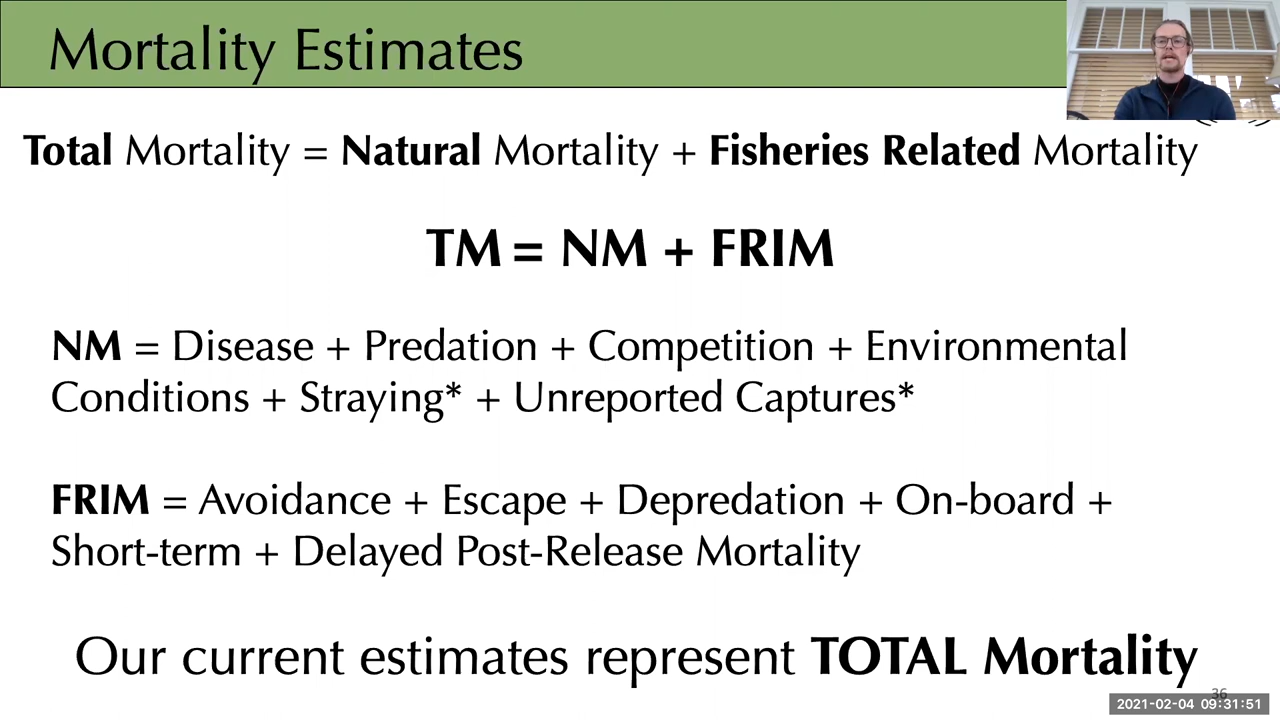 Mortality Estimates
Total Mortality = Natural Mortality + Fisheries Related Mortality
TM = NM + FRIM
NM = Disease + Predation + Competition + Environmental
Conditions + Straying* + Unreported Captures*
FRIM = Avoidance + Escape + Depredation + On-board +
Short-term + Delayed Post-Release Mortality
Our current estimates represent TOTAL Mortality
36
2021-02-04 09:31:51